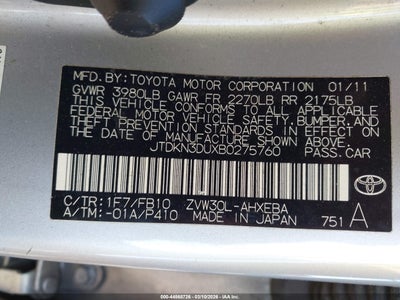 MFD. BY: TOYOTA MOTOR CORPORATION 01/11
GVWR 3980LB GAWR FR 2270LB RR 2175LB
THIS VEHICLE CONFORMS TO ALL APPLICABLE
FEDERAL MOTOR VEHICLE SAFETY, BUMPER, AND
THEFT PREVENTION STANDARDS IN EFFECT ON
THE DATE OF MANUFACTURE SHOWN ABOVE.
JTDKN3DUXB0275760 PASS.CAR
C/TR: 1F7/FB10 ZVW30L-AHXEBA
A/TM: -01A/P410 MADE IN JAPAN 751 A
TOYOTA